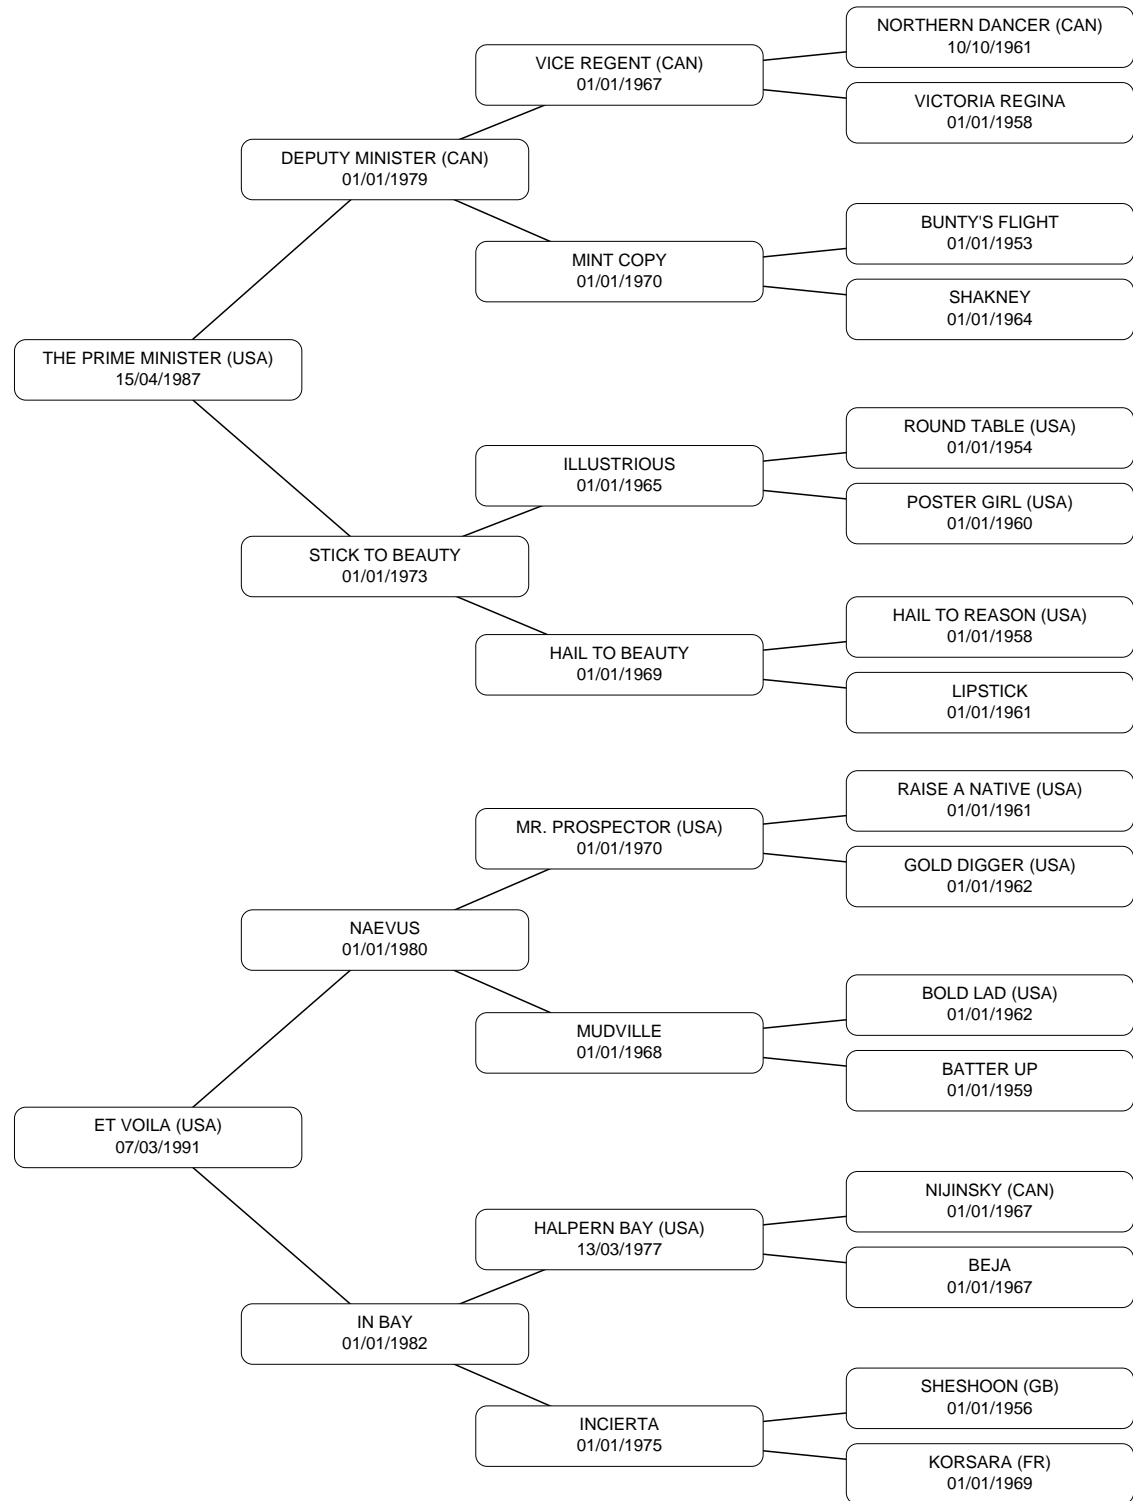 NORTHERN DANCER (CAN)
10/10/1961
VICE REGENT (CAN)
01/01/1967
VICTORIA REGINA
01/01/1958
DEPUTY MINISTER (CAN)
01/01/1979
BUNTY'S FLIGHT
01/01/1953
MINT COPY
01/01/1970
SHAKNEY
01/01/1964
THE PRIME MINISTER (USA)
15/04/1987
ROUND TABLE (USA)
01/01/1954
ILLUSTRIOUS
01/01/1965
POSTER GIRL (USA)
01/01/1960
STICK TO BEAUTY
01/01/1973
HAIL TO REASON (USA)
01/01/1958
HAIL TO BEAUTY
01/01/1969
LIPSTICK
01/01/1961
RAISE A NATIVE (USA)
01/01/1961
MR. PROSPECTOR (USA)
01/01/1970
GOLD DIGGER (USA)
01/01/1962
NAEVUS
01/01/1980
BOLD LAD (USA)
01/01/1962
MUDVILLE
01/01/1968
BATTER UP
01/01/1959
ET VOILA (USA)
07/03/1991
NIJINSKY (CAN)
01/01/1967
HALPERN BAY (USA)
13/03/1977
BEJA
01/01/1967
IN BAY
01/01/1982
SHESHOON (GB)
01/01/1956
INCIERTA
01/01/1975
KORSARA (FR)
01/01/1969